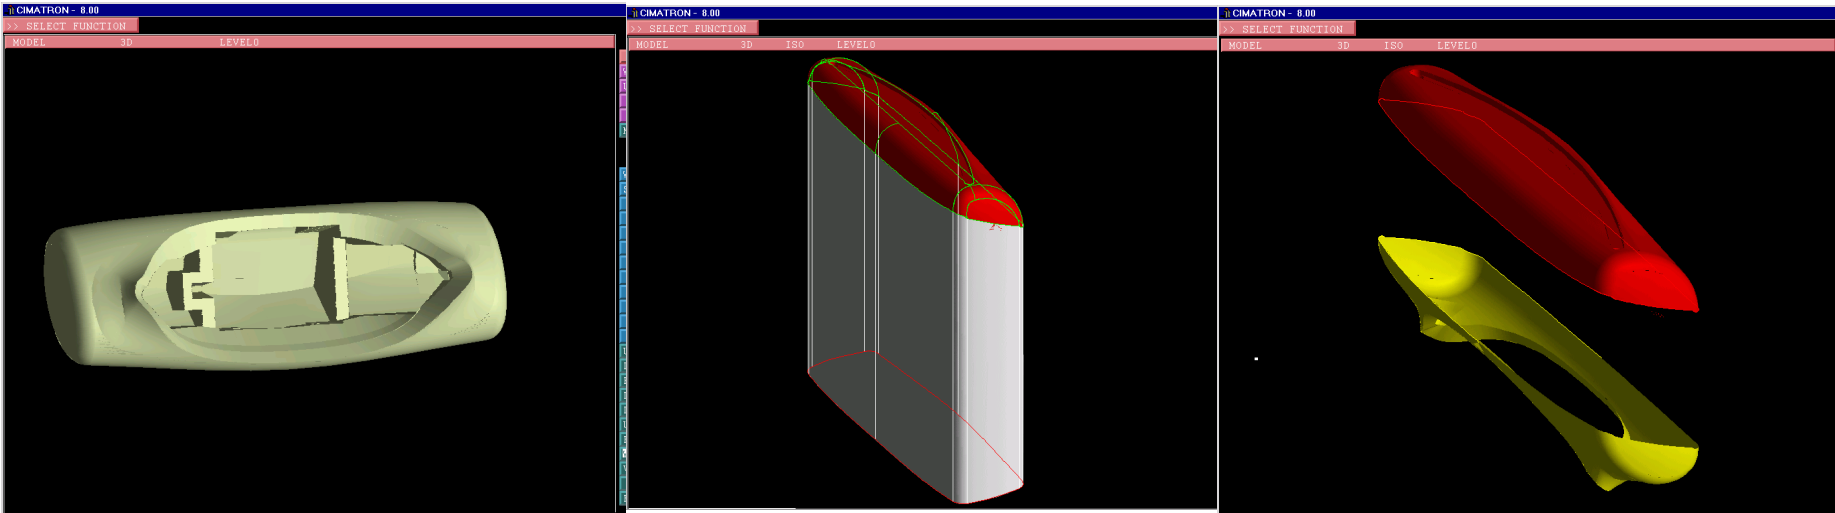 CIMATRON - 8.00
>> SELECT FUNCTION
MODEL 3D LEVEL0
CIMATRON - 8.00
>> SELECT FUNCTION
MODEL 3D ISO LEVEL0
CIMATRON - 8.00
>> SELECT FUNCTION
MODEL 3D ISO LEVEL0